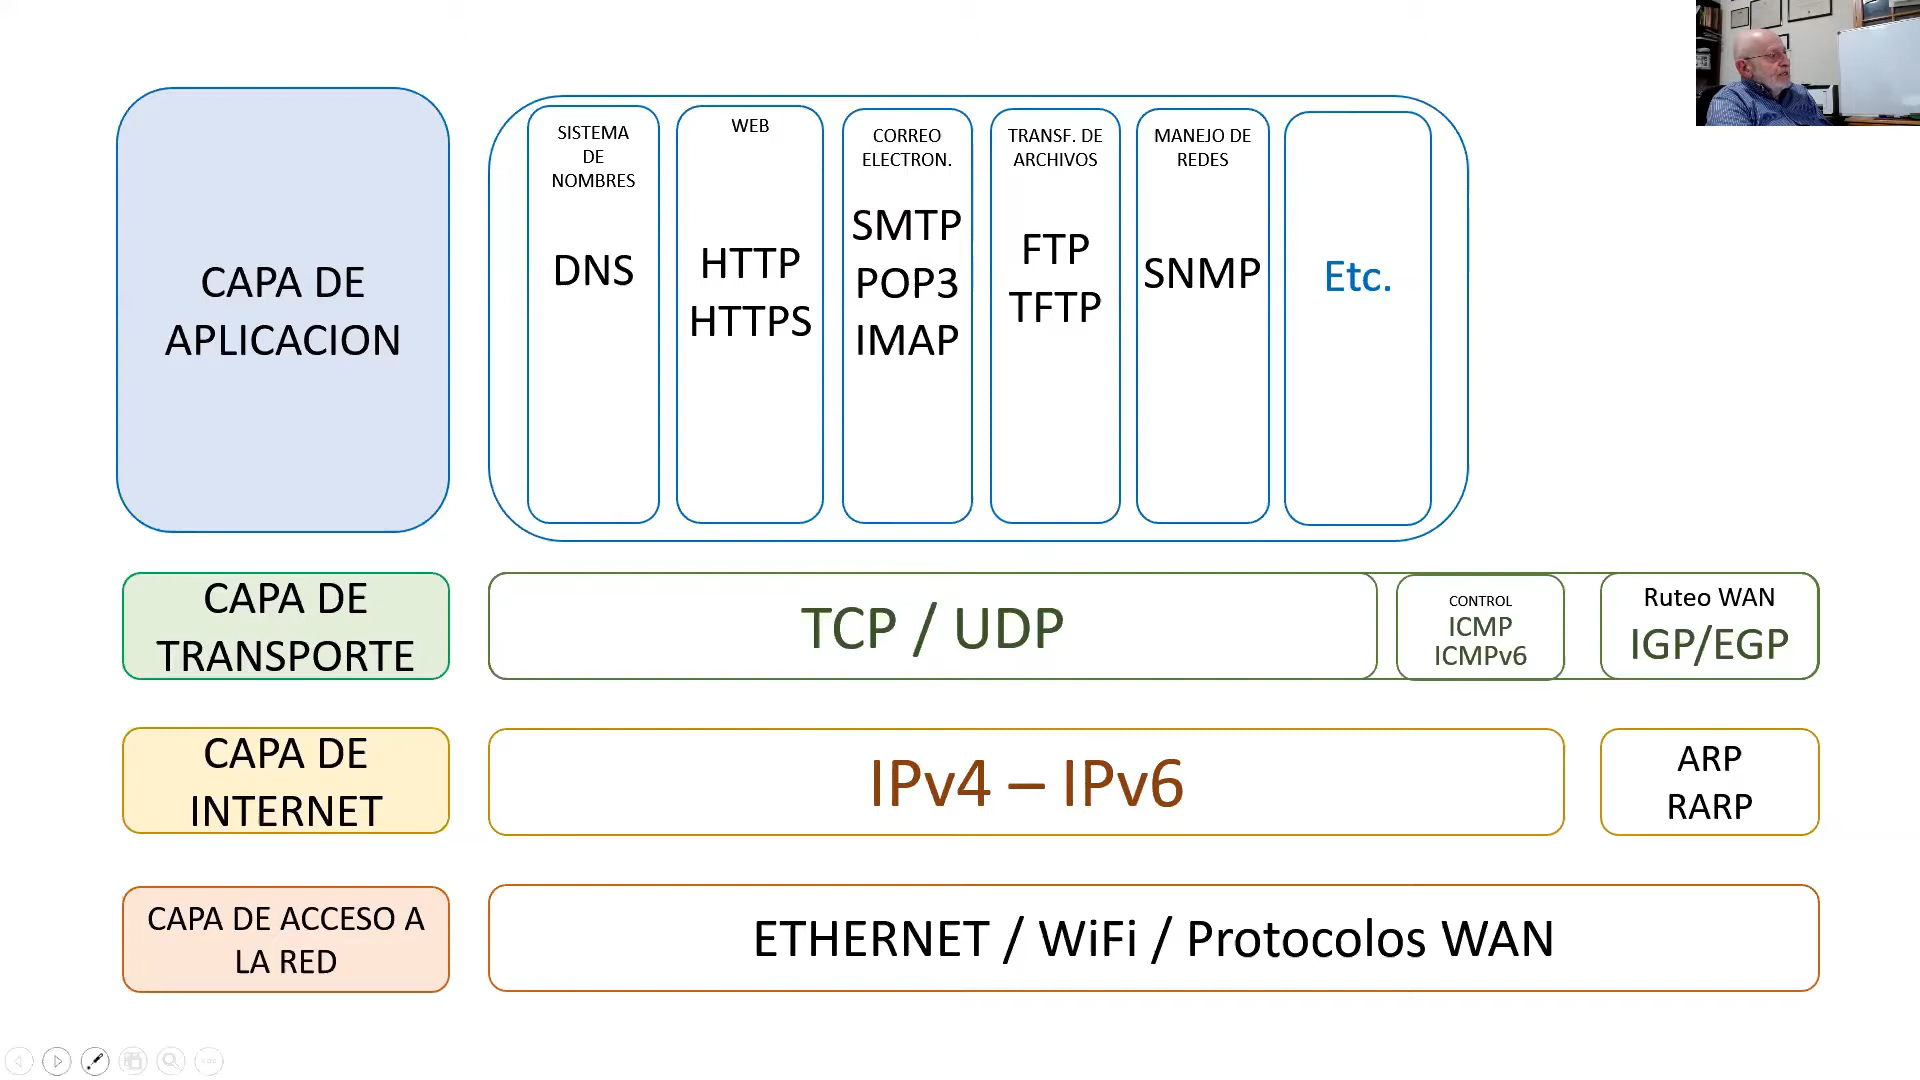 CAPA DE
APLICACION
SISTEMA
DE
NOMBRES
DNS
WEB
HTTP
HTTPS
CORREO
ELECTRON.
SMTP
POP3
IMAP
TRANSF. DE
ARCHIVOS
FTP
TFTP
MANEJO DE
REDES
SNMP
Etc.
CAPA DE
TRANSPORTE
TCP / UDP
CONTROL
ICMP
ICMPv6
Ruteo WAN
IGP/EGP
CAPA DE
INTERNET
IPv4 – IPv6
ARP
RARP
CAPA DE ACCESO A
LA RED
ETHERNET / WiFi / Protocolos WAN